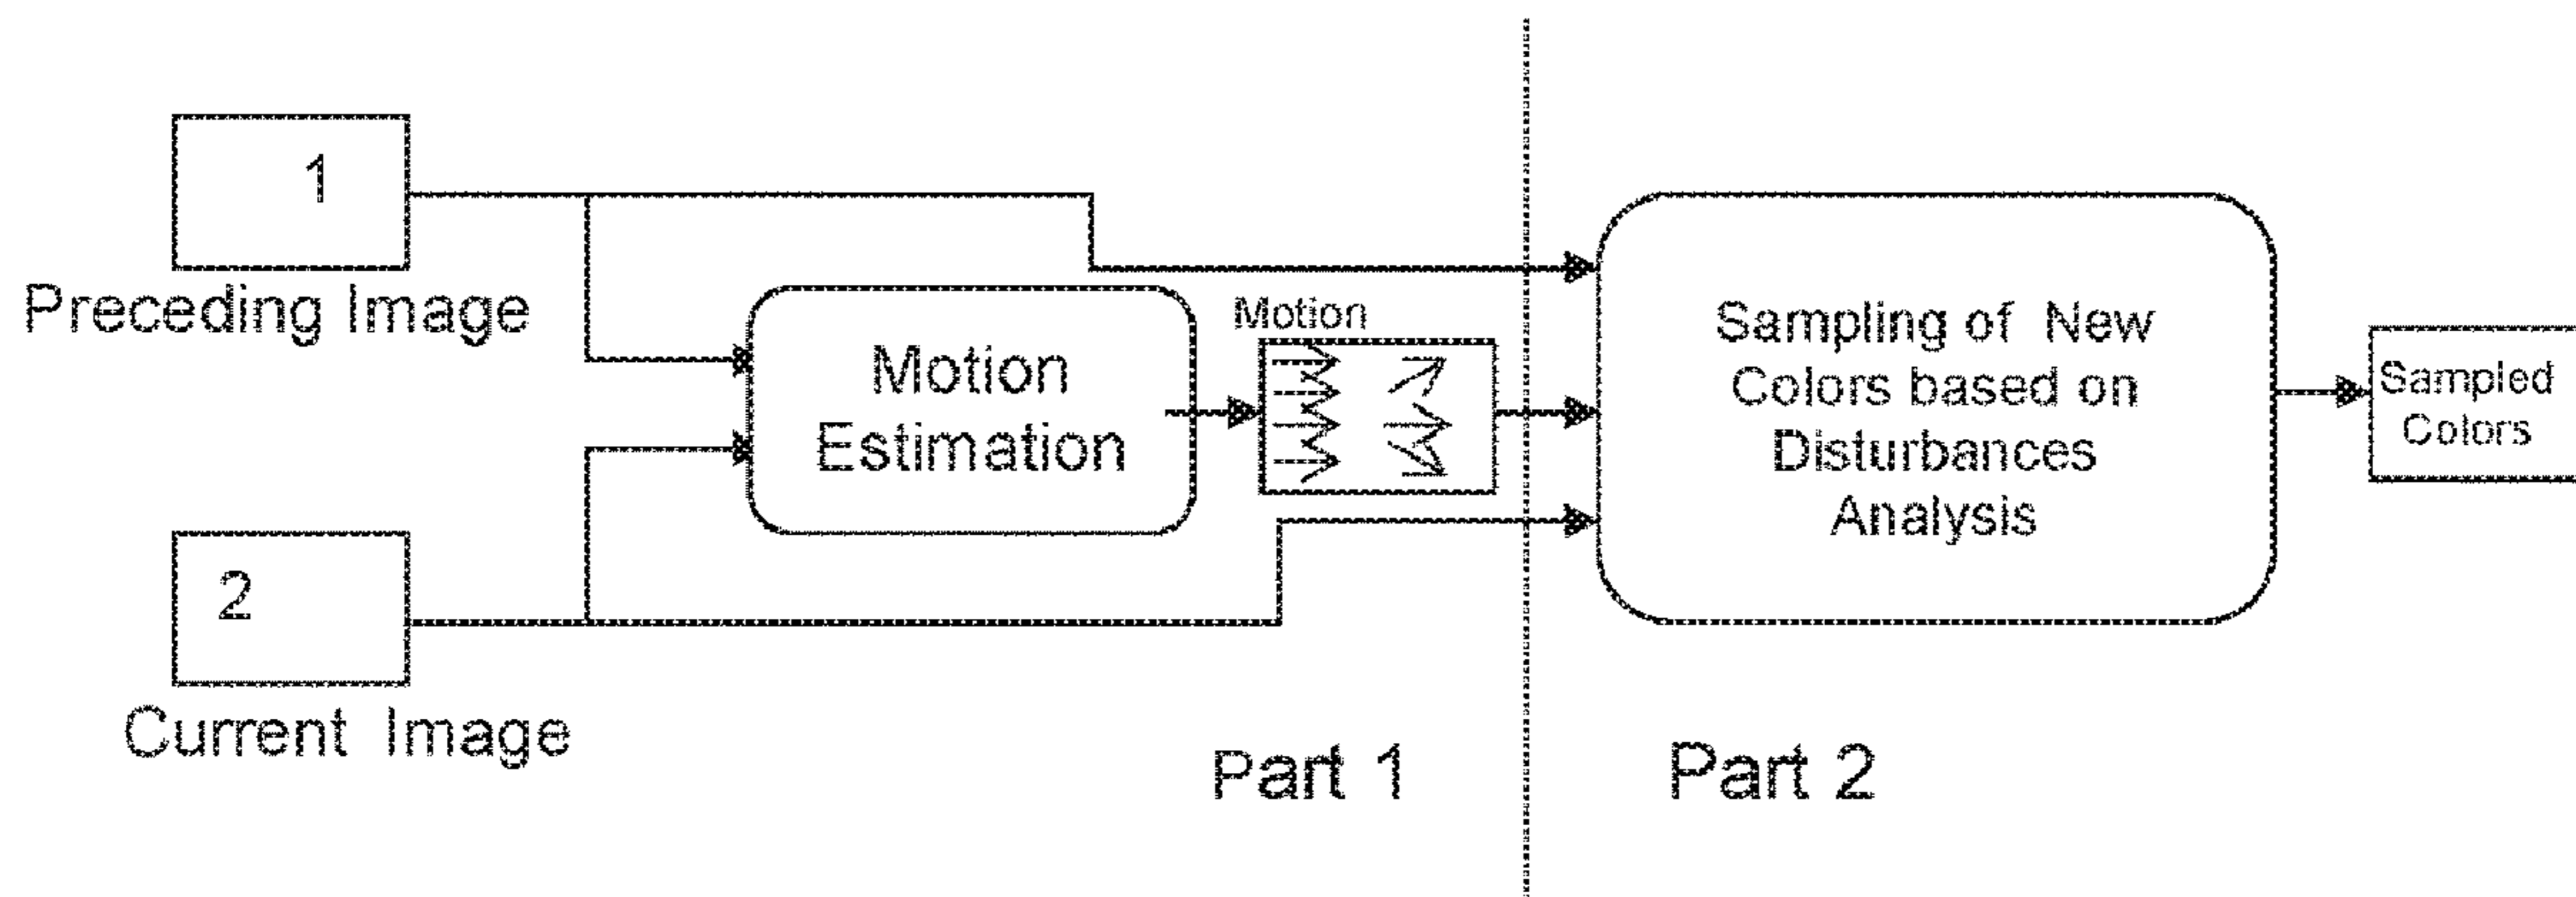 1
Preceding Image
Motion
Estimation
Motion
Sampling of New
Colors based on
Disturbances
Analysis
Sampled
Colors
2
Current Image
Part 1
Part 2